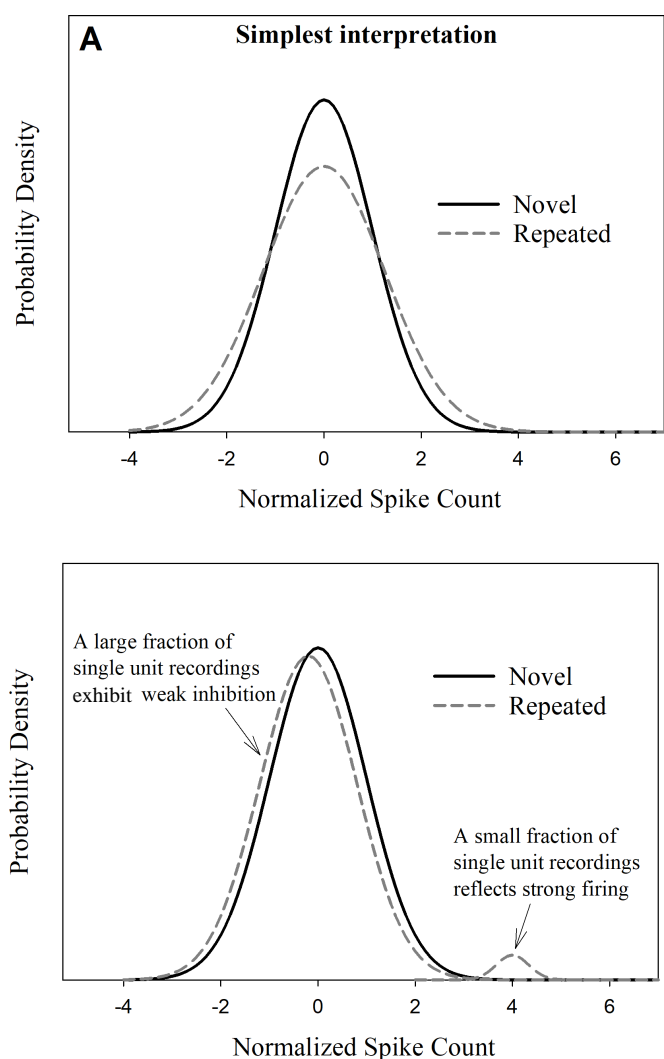 A
Simplest interpretation
Probability Density
Novel
Repeated
-4 -2 0 2 4 6
Normalized Spike Count
A large fraction of
single unit recordings
exhibit weak inhibition
Probability Density
Novel
Repeated
A small fraction of
single unit recordings
reflects strong firing
-4 -2 0 2 4 6
Normalized Spike Count